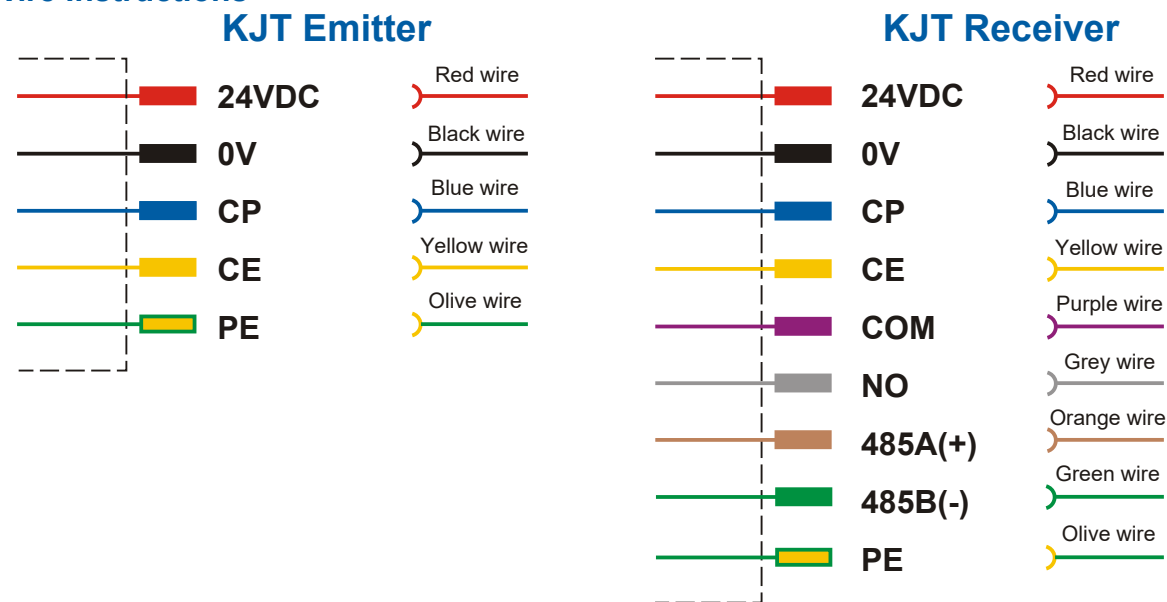 KJT Emitter
24VDC Red wire
0V Black wire
CP Blue wire
CE Yellow wire
PE Olive wire
KJT Receiver
24VDC Red wire
0V Black wire
CP Blue wire
CE Yellow wire
COM Purple wire
NO Grey wire
485A(+) Orange wire
485B(-) Green wire
PE Olive wire